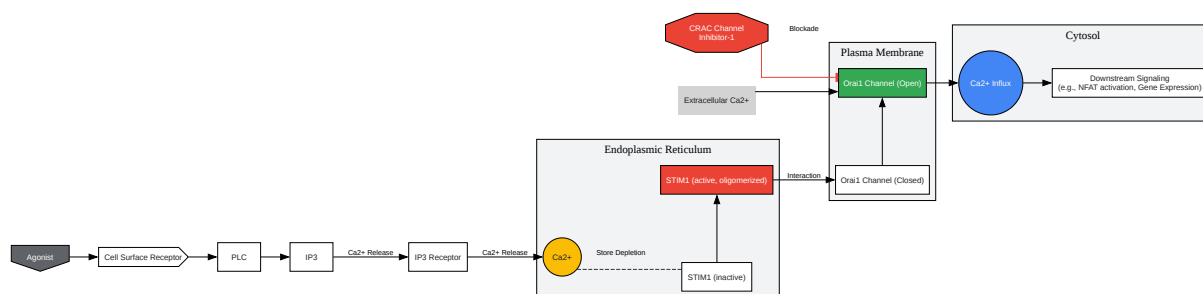 CRAC Channel
Inhibitor-1
Blockade
Plasma Membrane
Cytosol
Orai1 Channel (Open)
Ca2+ Influx
Downstream Signaling
(e.g., NFAT activation, Gene Expression)
Extracellular Ca2+
Endoplasmic Reticulum
STIM1 (active, oligomerized)
Interaction
Orai1 Channel (Closed)
Agonist
Cell Surface Receptor
PLC
IP3
Ca2+ Release
IP3 Receptor
Ca2+ Release
Ca2+
Store Depletion
STIM1 (inactive)